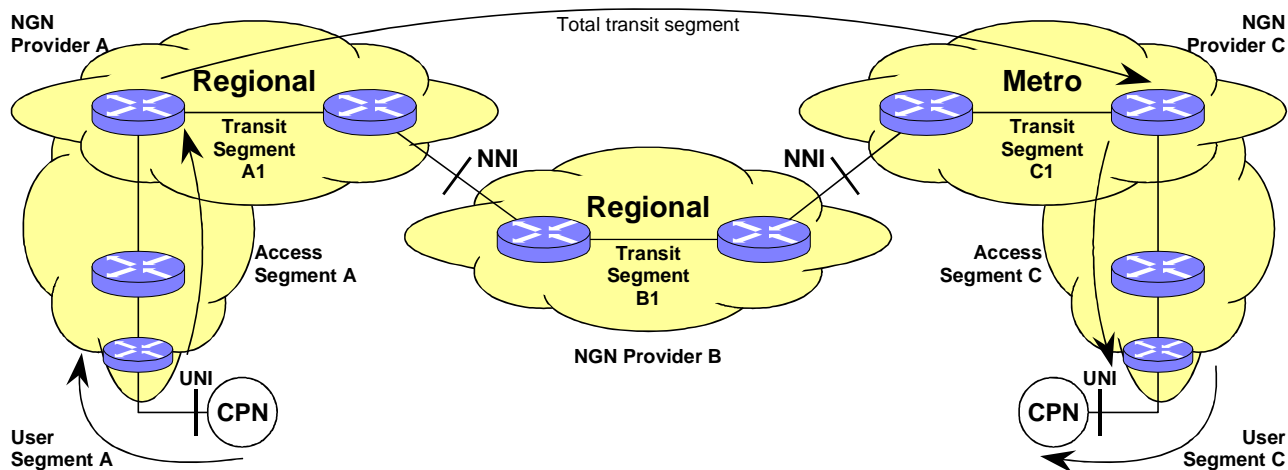 NGN
Provider A
Total transit segment
NGN
Provider C
Regional
Metro
Transit
Segment
A1
NNI
NNI
Transit
Segment
C1
Regional
Transit
Segment
B1
Access
Segment A
Access
Segment C
NGN Provider B
UNI
CPN
CPN
UNI
User
Segment A
User
Segment C